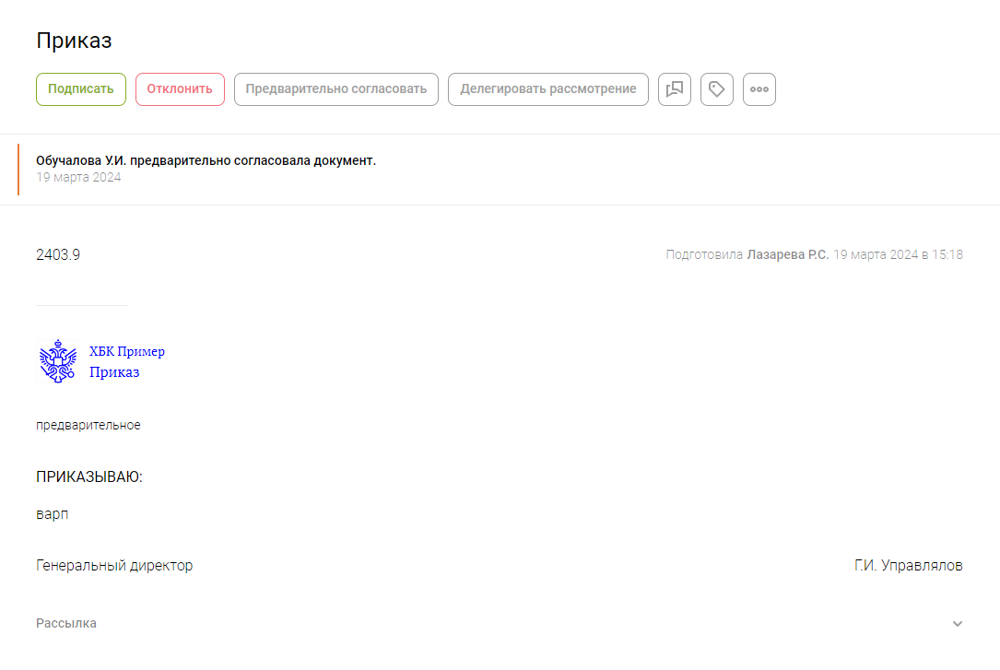 Приказ
Подписать Отклонить Предварительно согласовать Делегировать рассмотрение
Обучалова У.И. предварительно согласовала документ.
19 марта 2024
2403.9 Подготовила Лазарева Р.С. 19 марта 2024 в 15:18
ХБК Пример
Приказ
предварительное
ПРИКАЗЫВАЮ:
варп
Генеральный директор Г.И. Управлялов
Рассылка